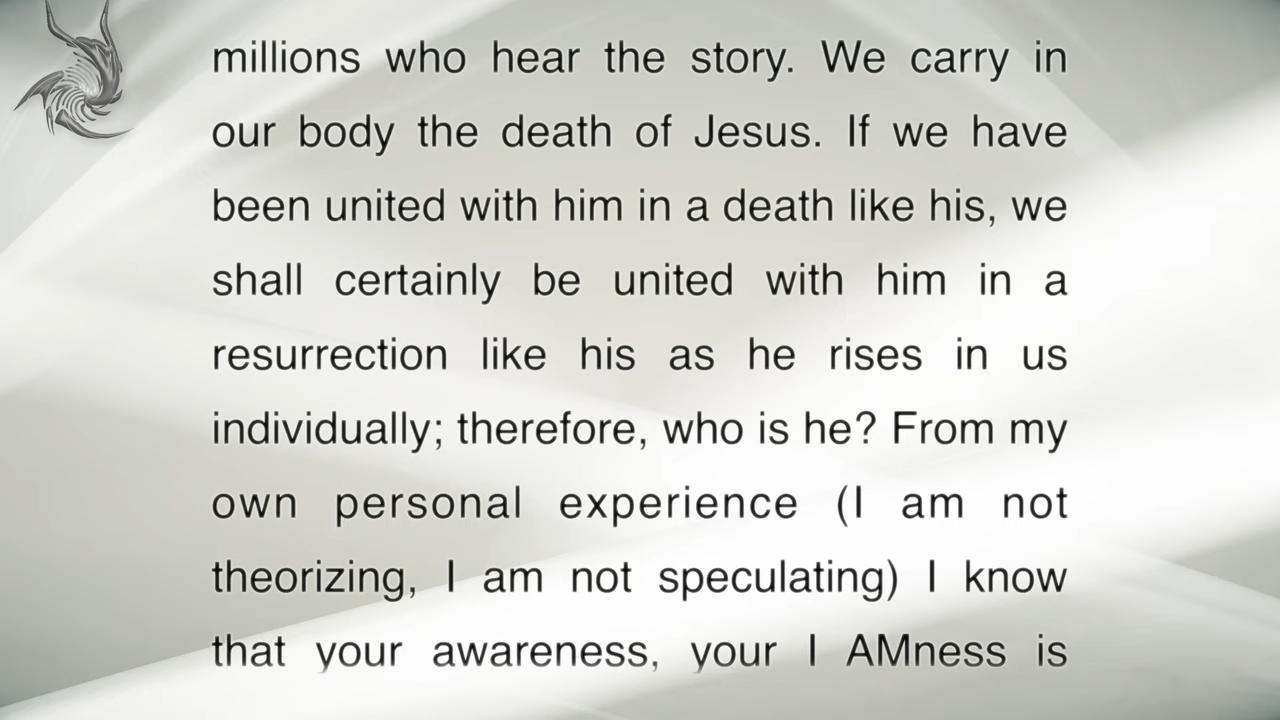 millions who hear the story. We carry in
our body the death of Jesus. If we have
been united with him in a death like his, we
shall certainly be united with him in a
resurrection like his as he rises in us
individually; therefore, who is he? From my
own personal experience (I am not
theorizing, I am not speculating) I know
that your awareness, your I AMness is